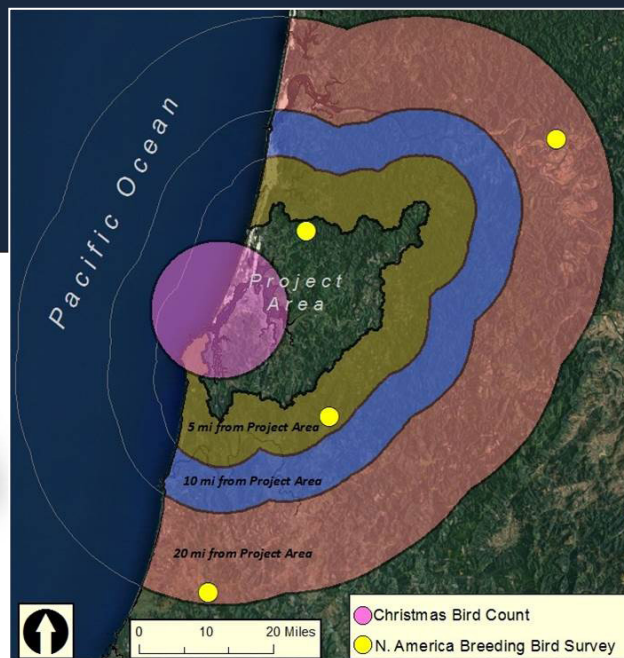 Pacific Ocean
Project
Area
5 mi from Project Area
10 mi from Project Area
20 mi from Project Area
0 10 20 Miles
Christmas Bird Count
N. America Breeding Bird Survey